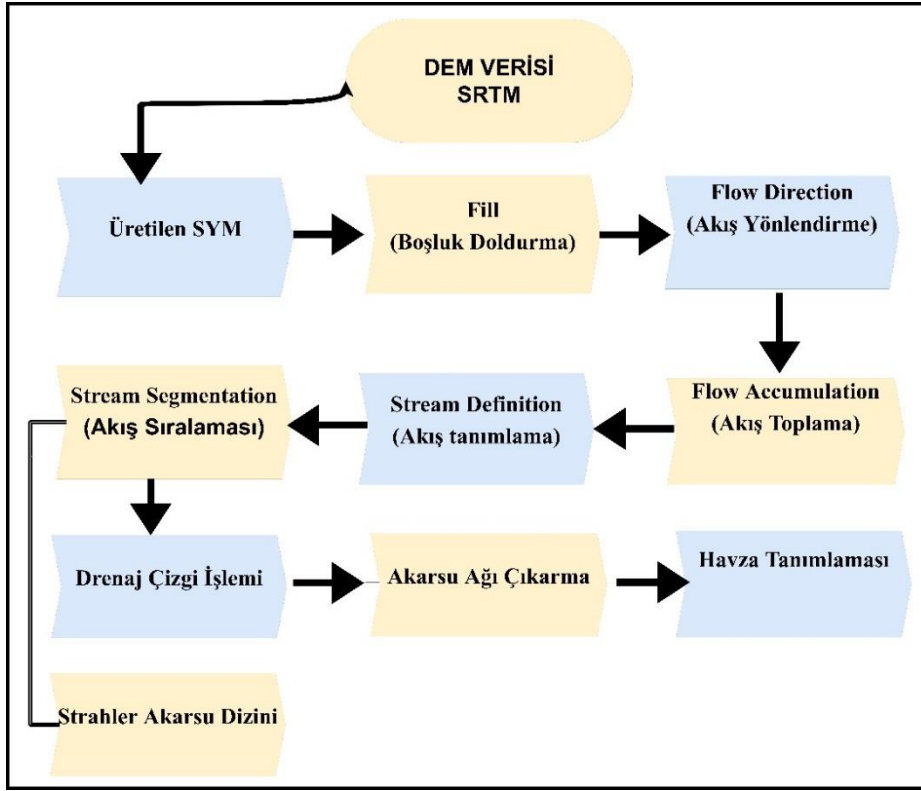 DEM VERİSİ
SRTM
Üretilen SYM
Fill
(Boşluk Doldurma)
Flow Direction
(Akış Yönlendirme)
Stream Segmentation
(Akış Sıralaması)
Stream Definition
(Akış tanımlama)
Flow Accumulation
(Akış Toplama)
Drenaj Çizgi İşlemi
Akarsu Ağı Çıkarma
Havza Tanımlaması
Strahler Akarsu Dizini